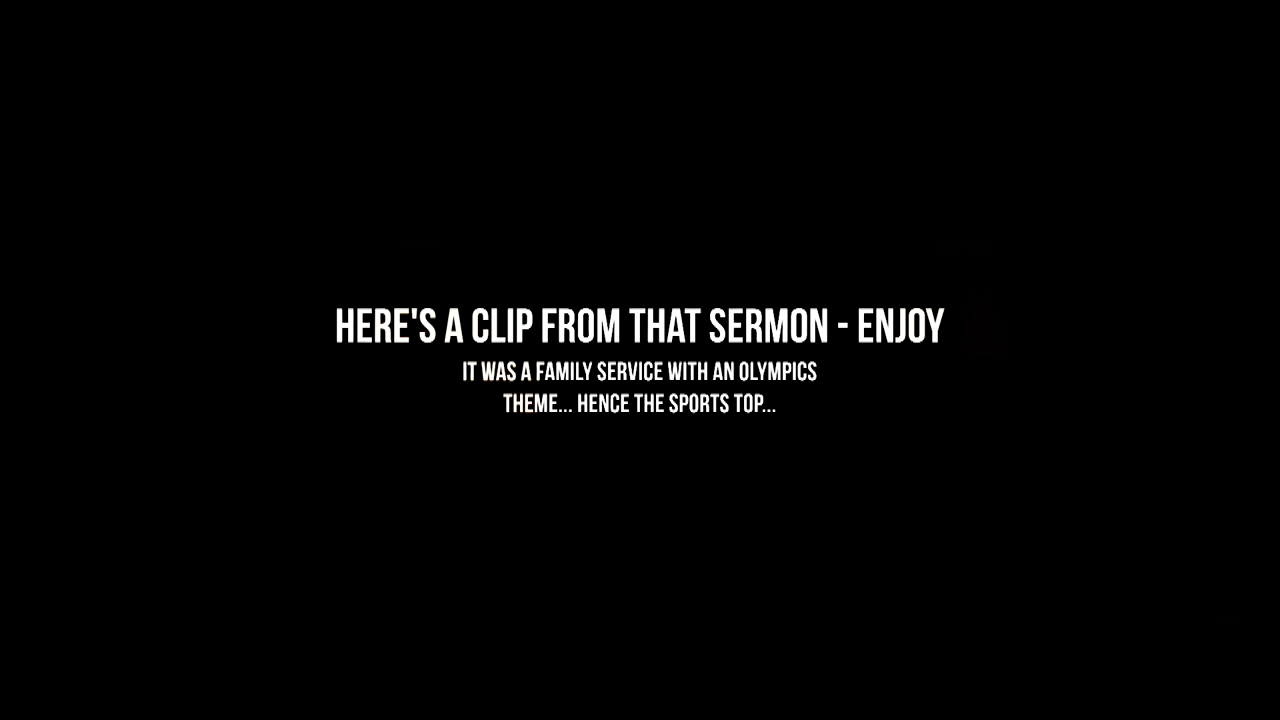 HERE'S A CLIP FROM THAT SERMON - ENJOY
IT WAS A FAMILY SERVICE WITH AN OLYMPICS
THEME... HENCE THE SPORTS TOP...